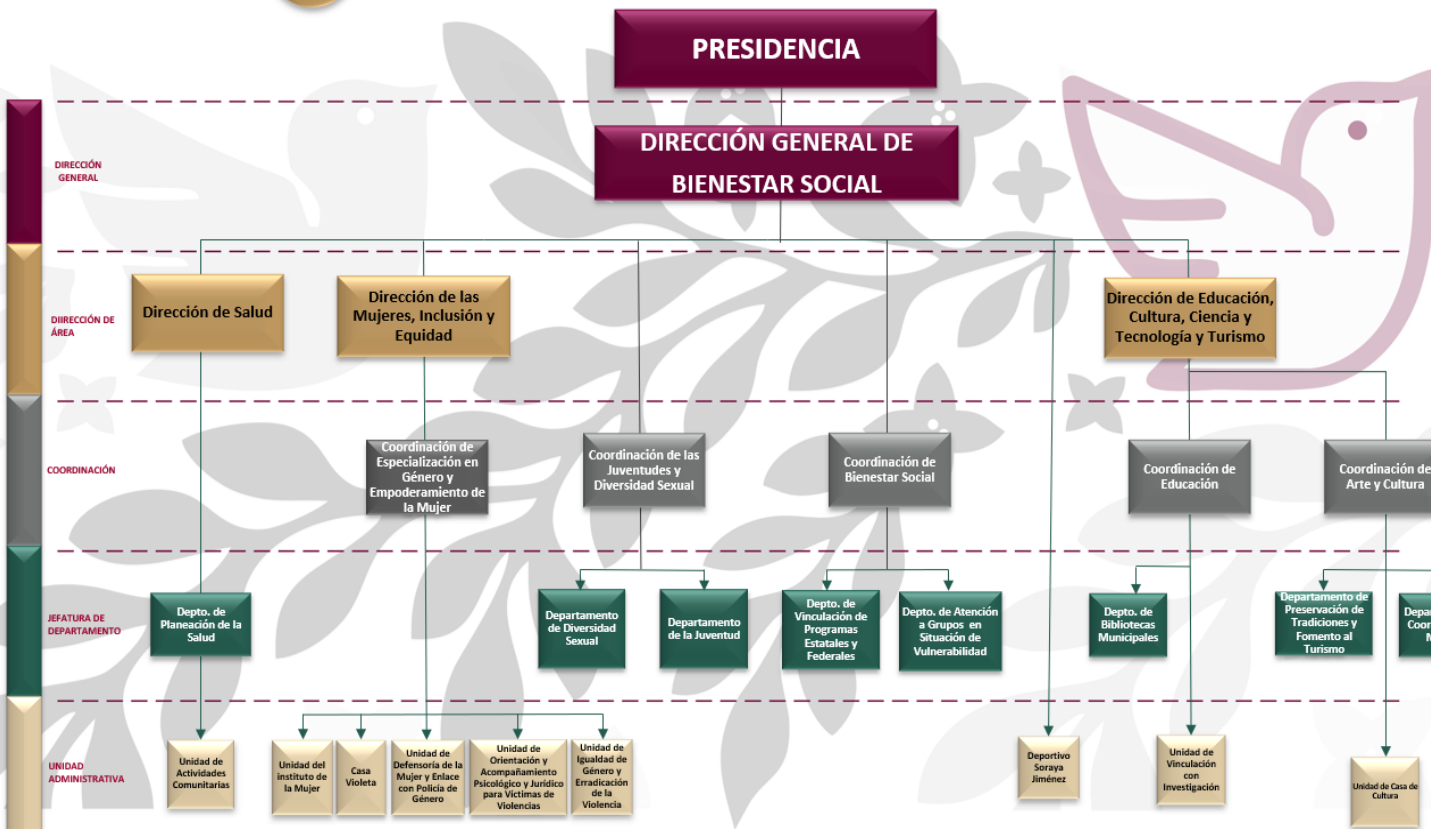 PRESIDENCIA
DIRECCIÓN GENERAL DE
BIENESTAR SOCIAL
DIRECCIÓN
GENERAL
DIIRECCIÓN DE
ÁREA
Dirección de Salud
Dirección de las
Mujeres, Inclusión y
Equidad
Dirección de Educación,
Cultura, Ciencia y
Tecnología y Turismo
COORDINACIÓN
Coordinación de
Especialización en
Género y
Empoderamiento de
la Mujer
Coordinación de las
Juventudes y
Diversidad Sexual
Coordinación de
Bienestar Social
Coordinación de
Educación
Coordinación de
Arte y Cultura
JEFATURA DE
DEPARTAMENTO
Depto. de
Planeación de la
Salud
Departamento
de Diversidad
Sexual
Departamento
de la Juventud
Depto. de
Vinculación de
Programas
Estatales y
Federales
Depto. de Atención
a Grupos en
Situación de
Vulnerabilidad
Depto. de
Bibliotecas
Municipales
Departamento de
Preservación de
Tradiciones y
Fomento al
Turismo
UNIDAD
ADMINISTRATIVA
Unidad de
Actividades
Comunitarias
Unidad del
instituto de
la Mujer
Casa
Violeta
Unidad de
Defensoría de la
Mujer y Enlace
con Policía de
Género
Unidad de
Orientación y
Acompañamiento
Psicológico y Jurídico
para Víctimas de
Violencias
Unidad de
Igualdad de
Género y
Erradicación
de la
Violencia
Deportivo
Soraya
Jiménez
Unidad de
Vinculación
con
Investigación
Unidad de Casa de
Cultura